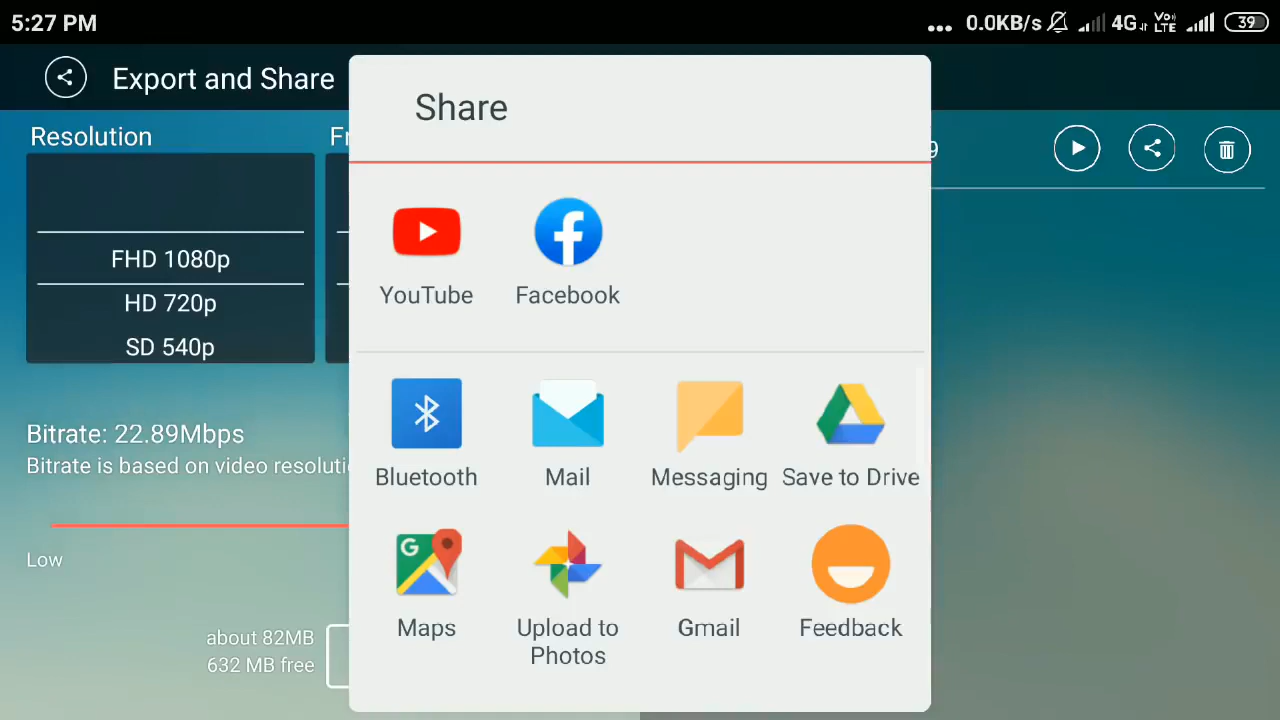 5:27 PM
... 0.0KB/s 4G Vo) LTE 39
Export and Share
Share
Resolution
Fr
9
FHD 1080p
HD 720p
SD 540p
YouTube Facebook
Bitrate: 22.89Mbps
Bitrate is based on video resoluti
Bluetooth Mail Messaging Save to Drive
Low
G
Maps Upload to Photos Gmail Feedback
about 82MB
632 MB free